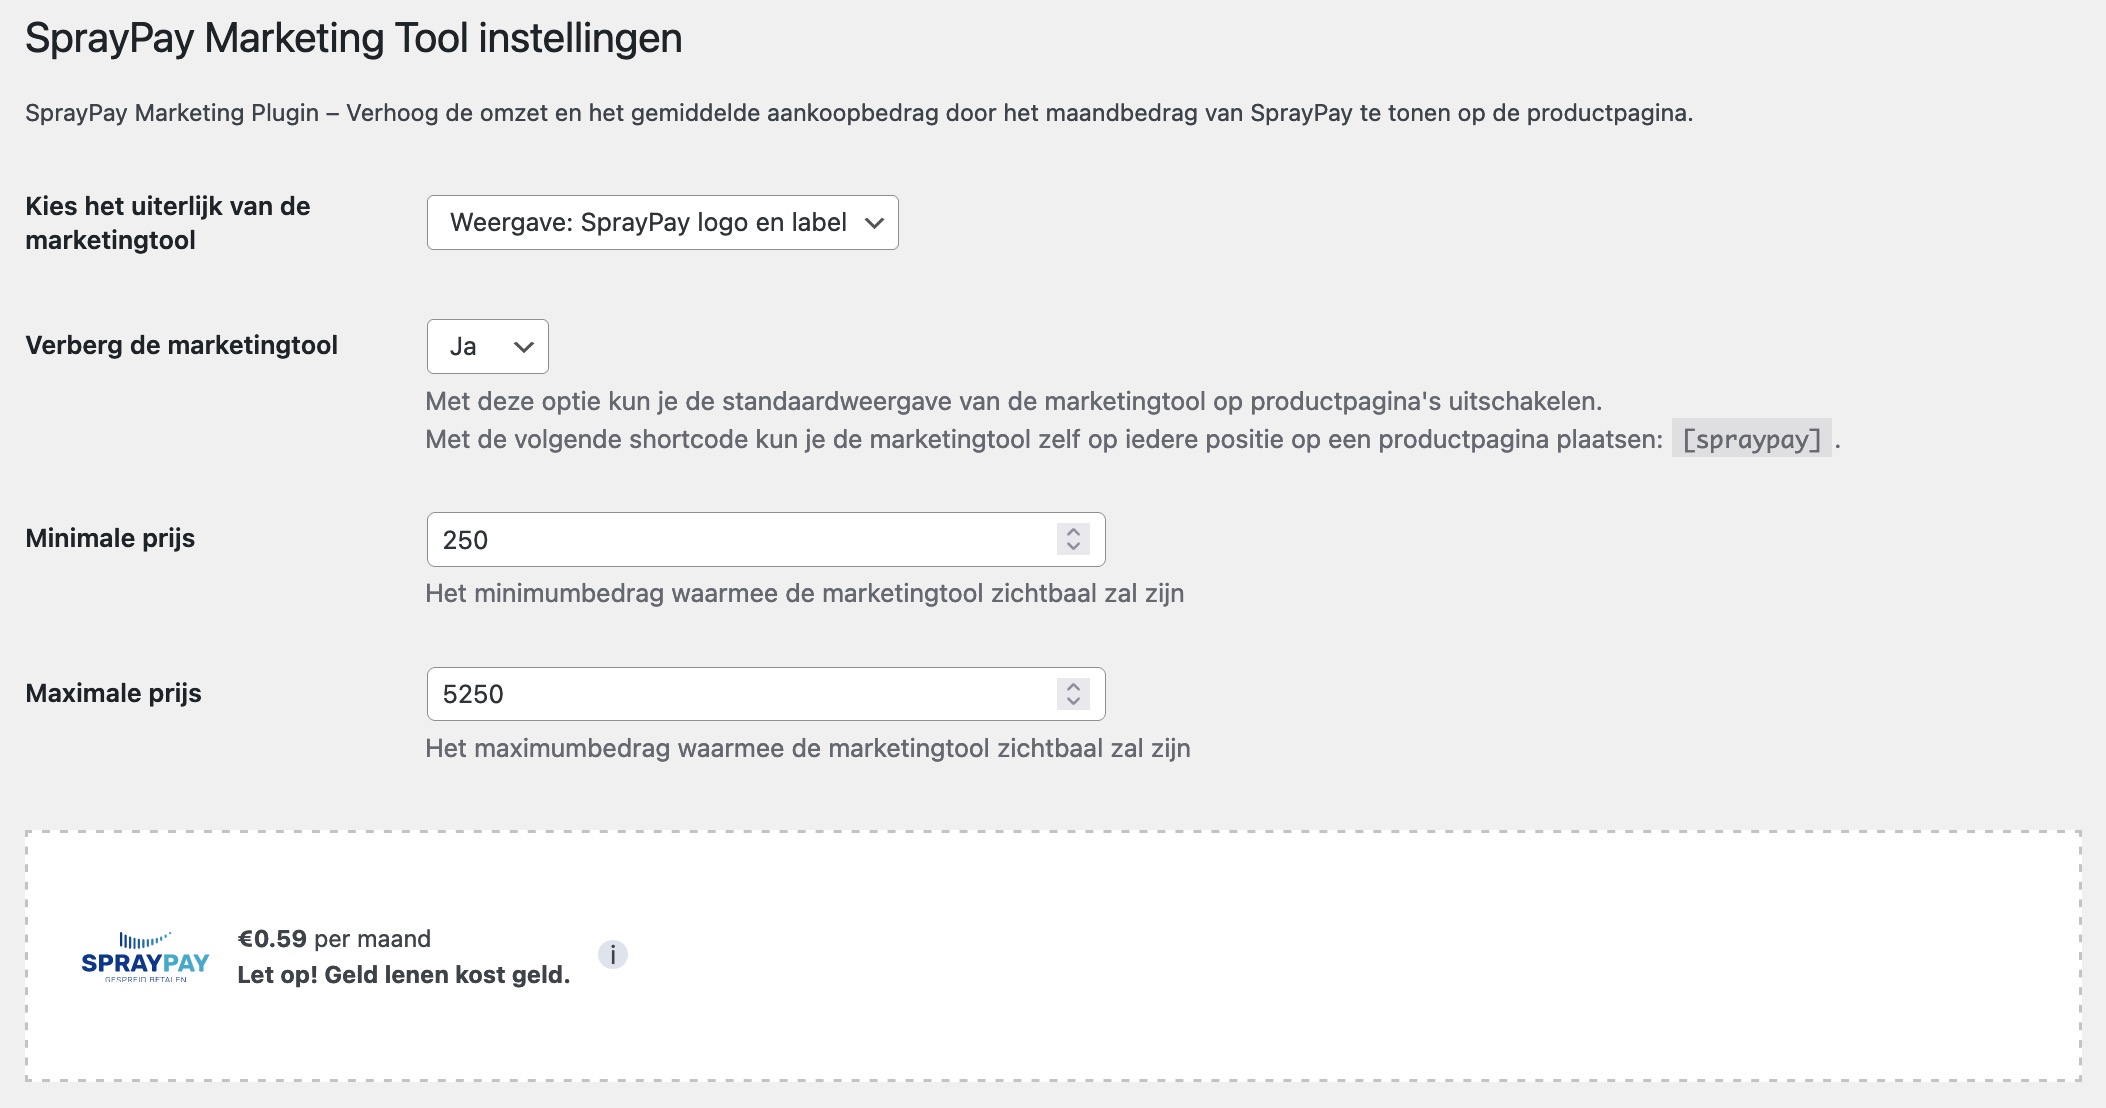 SprayPay Marketing Tool instellingen
SprayPay Marketing Plugin – Verhoog de omzet en het gemiddelde aankoopbedrag door het maandbedrag van SprayPay te tonen op de productpagina.
Kies het uiterlijk van de
marketingtool
Weergave: SprayPay logo en label
Verberg de marketingtool
Ja
Met deze optie kun je de standaardweergave van de marketingtool op productpagina's uitschakelen.
Met de volgende shortcode kun je de marketingtool zelf op iedere positie op een productpagina plaatsen: [spraypay] .
Minimale prijs
250
Het minimumbedrag waarmee de marketingtool zichtbaal zal zijn
Maximale prijs
5250
Het maximumbedrag waarmee de marketingtool zichtbaal zal zijn
SPRAYPAY
GESPREID BETALEN
€0.59 per maand
Let op! Geld lenen kost geld.
i